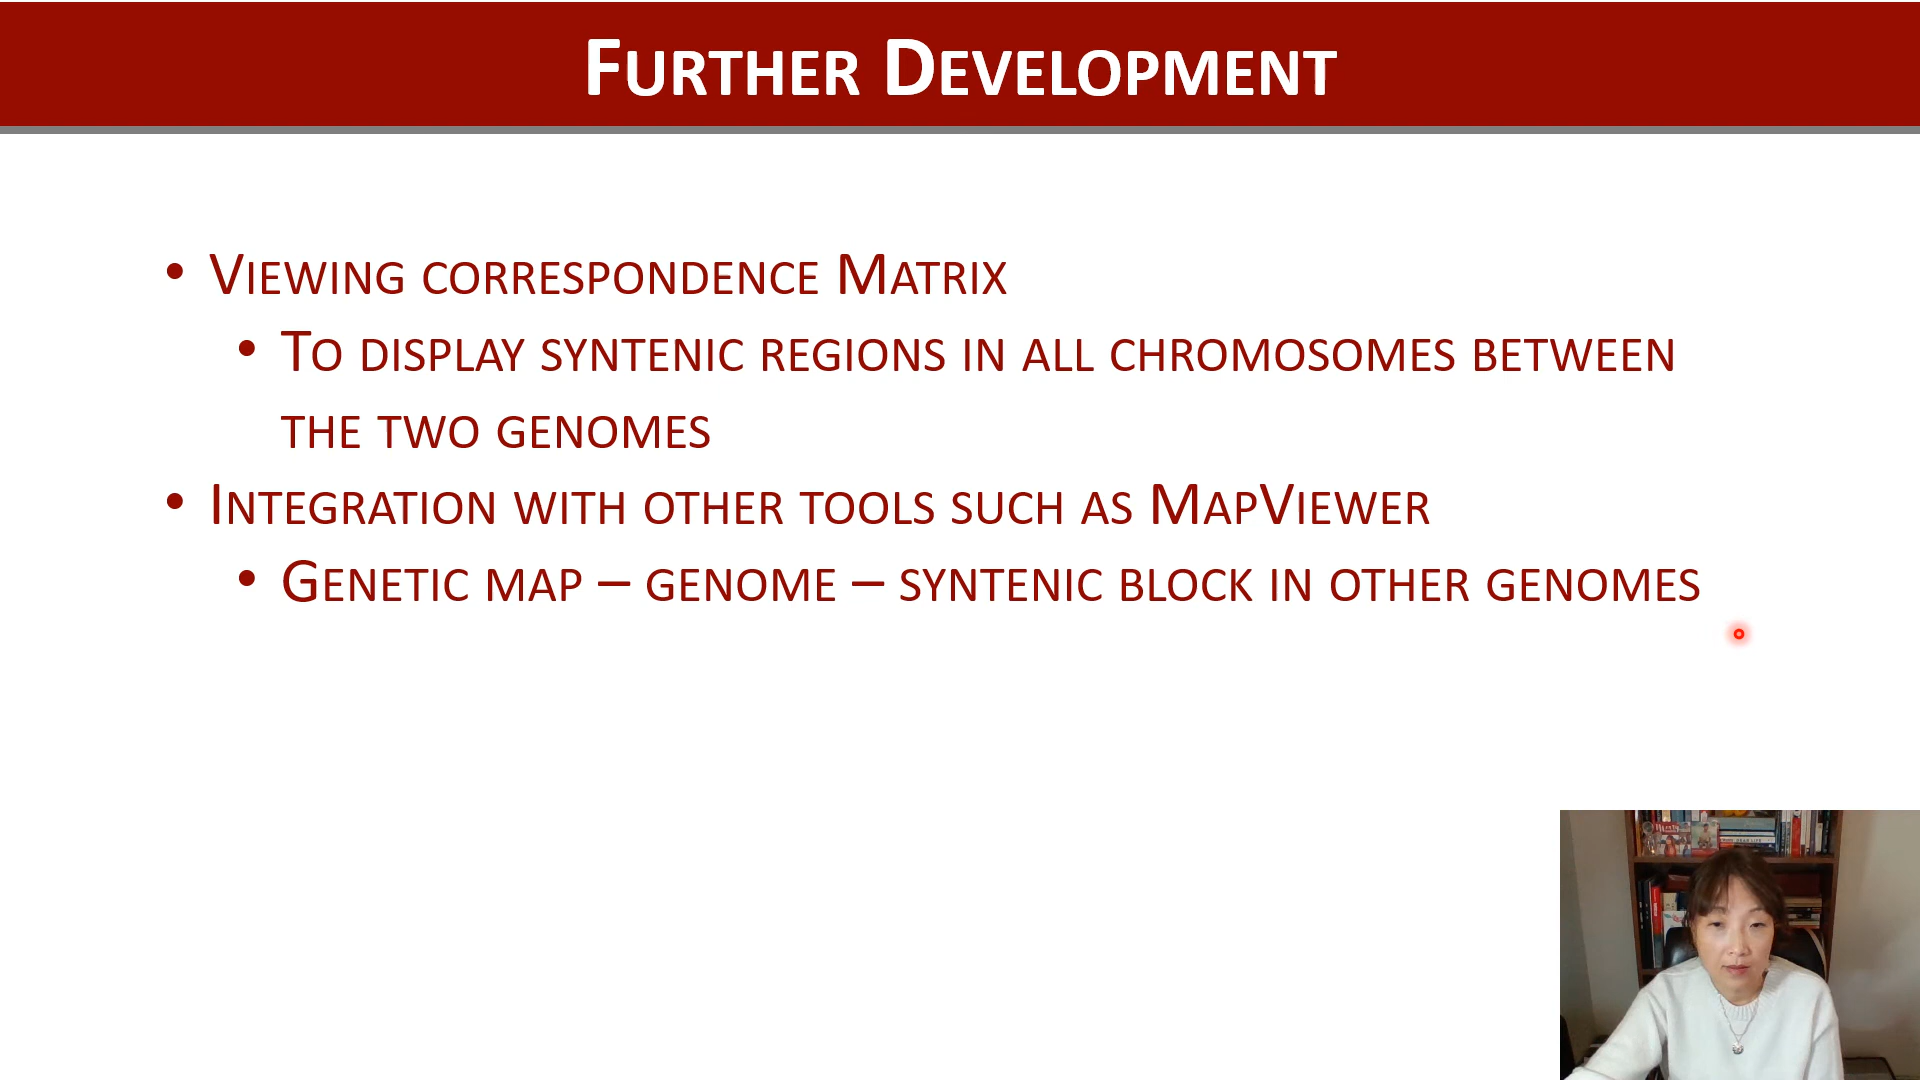 Further Development
• Viewing correspondence Matrix
• To display syntenic regions in all chromosomes between
the two genomes
• Integration with other tools such as MapViewer
• Genetic map – genome – syntenic block in other genomes